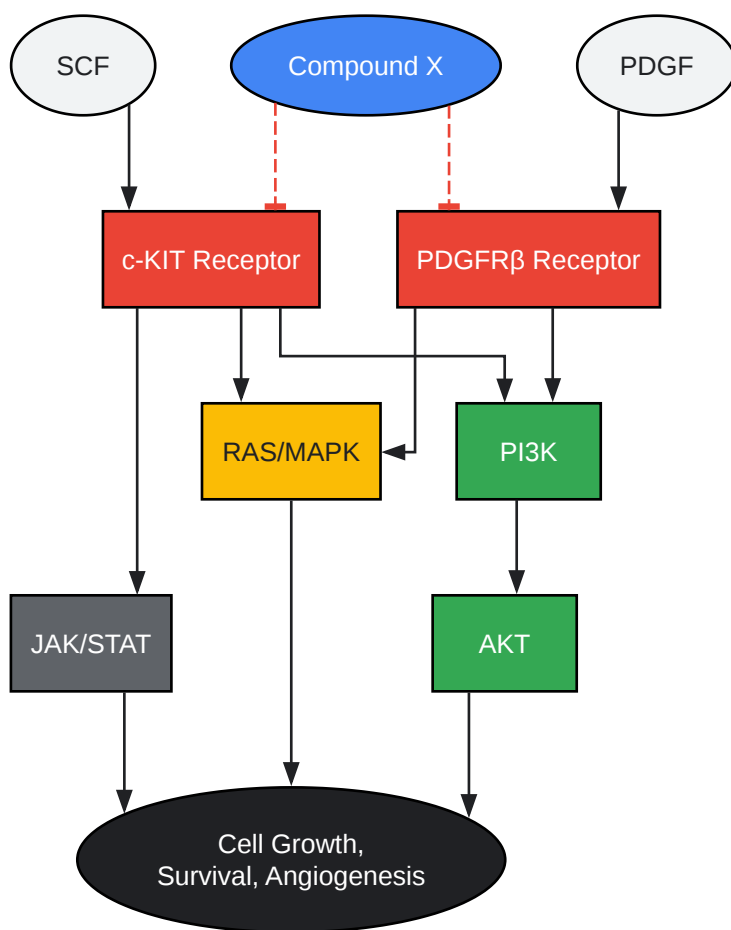 SCF
Compound X
PDGF
c-KIT Receptor
PDGFRβ Receptor
RAS/MAPK
PI3K
JAK/STAT
AKT
Cell Growth,
Survival, Angiogenesis